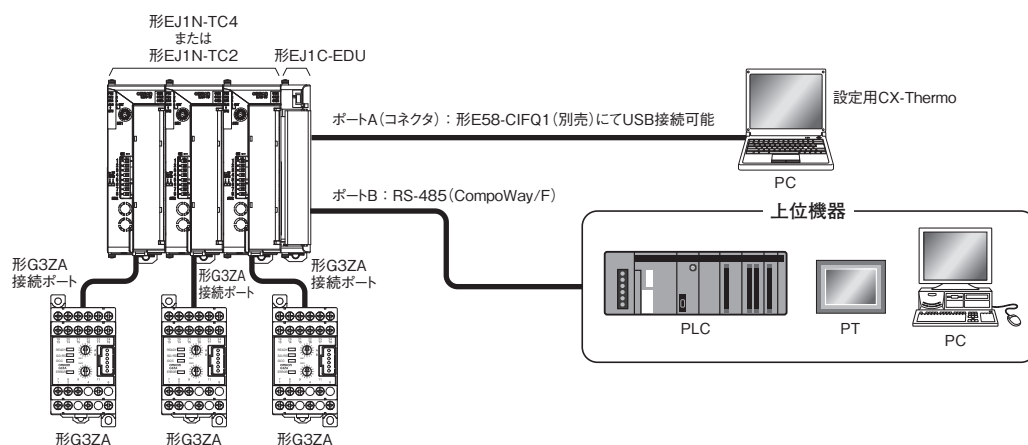 形EJ1N-TC4
または
形EJ1N-TC2
形EJ1C-EDU
ポートA（コネクタ）：形E58-CIFQ1（別売）にてUSB接続可能
設定用CX-Thermo
PC
ポートB：RS-485（CompoWay/F）
上位機器
PLC
PT
PC
形G3ZA
接続ポート
形G3ZA
接続ポート
形G3ZA
接続ポート
形G3ZA
形G3ZA
形G3ZA